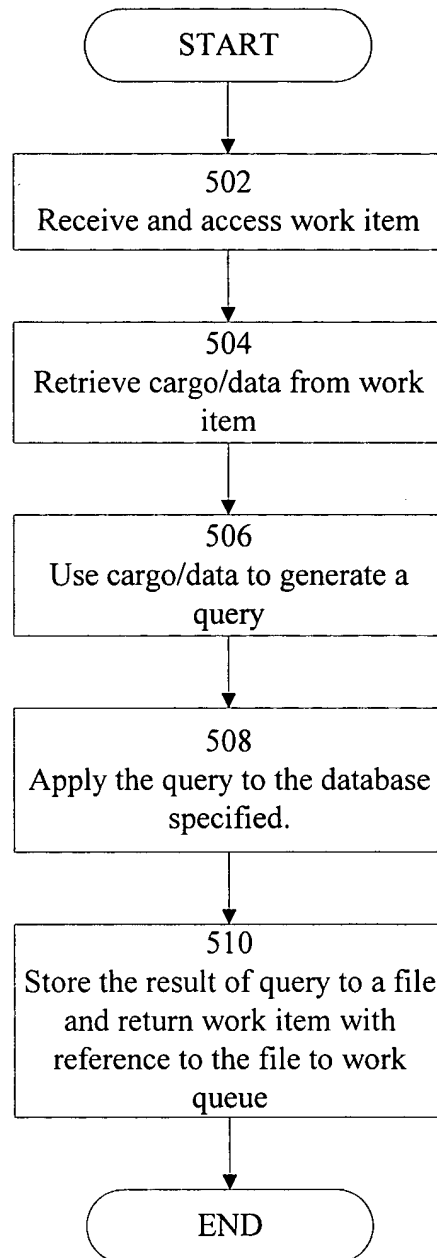 START
502
Receive and access work item
504
Retrieve cargo/data from work
item
506
Use cargo/data to generate a
query
508
Apply the query to the database
specified.
510
Store the result of query to a file
and return work item with
reference to the file to work
queue
END